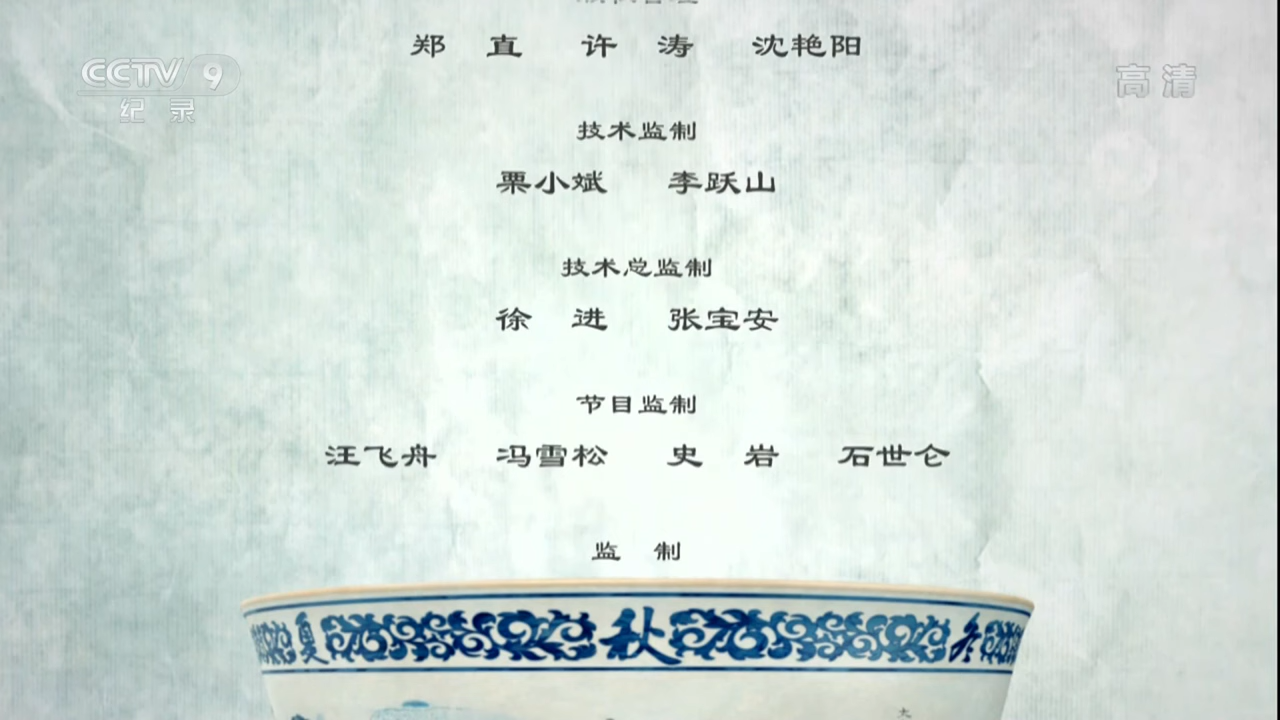 郑 直 许 涛 沈艳阳
CCTV 9
纪录
高清
技术监制
栗小斌 李跃山
技术总监制
徐 进 张宝安
节目监制
汪飞舟 冯雪松 史 岩 石世仑
监 制
夏 秋 冬
大